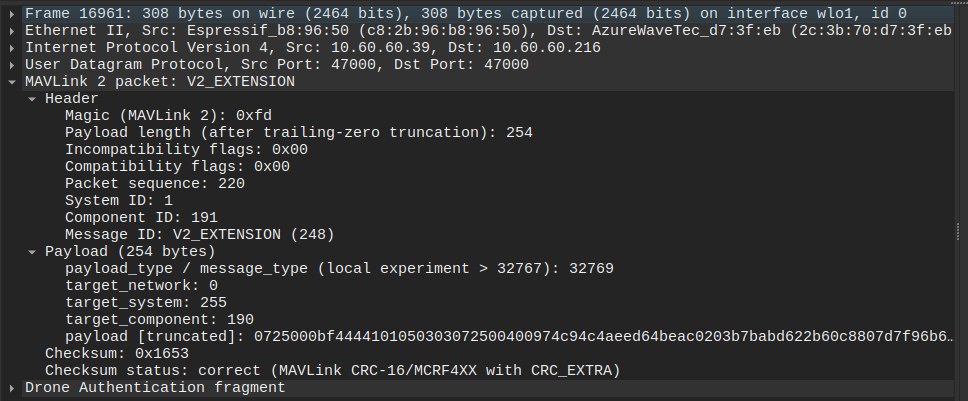 Frame 16961: 308 bytes on wire (2464 bits), 308 bytes captured (2464 bits) on interface wlo1, id 0
Ethernet II, Src: Espressif_b8:96:50 (c8:2b:96:b8:96:50), Dst: AzureWaveTec_d7:3f:eb (2c:3b:70:d7:3f:eb
Internet Protocol Version 4, Src: 10.60.60.39, Dst: 10.60.60.216
User Datagram Protocol, Src Port: 47000, Dst Port: 47000
MAVLink 2 packet: V2_EXTENSION
Header
Magic (MAVLink 2): 0xfd
Payload length (after trailing-zero truncation): 254
Incompatibility flags: 0x00
Compatibility flags: 0x00
Packet sequence: 220
System ID: 1
Component ID: 191
Message ID: V2_EXTENSION (248)
Payload (254 bytes)
payload_type / message_type (local experiment > 32767): 32769
target_network: 0
target_system: 255
target_component: 190
payload [truncated]: 0725000bf4444101050303072500400974c94c4aeed64beac0203b7babd622b60c8807d7f96b6…
Checksum: 0x1653
Checksum status: correct (MAVLink CRC-16/MCRF4XX with CRC_EXTRA)
Drone Authentication fragment